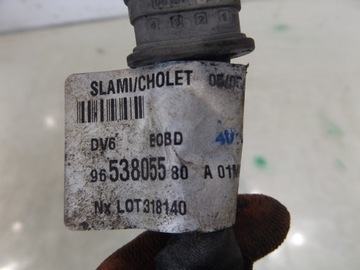 SLAMI/CHOLET
DV6 EOBD
96 538055 80 A 01
Nx LOT318140